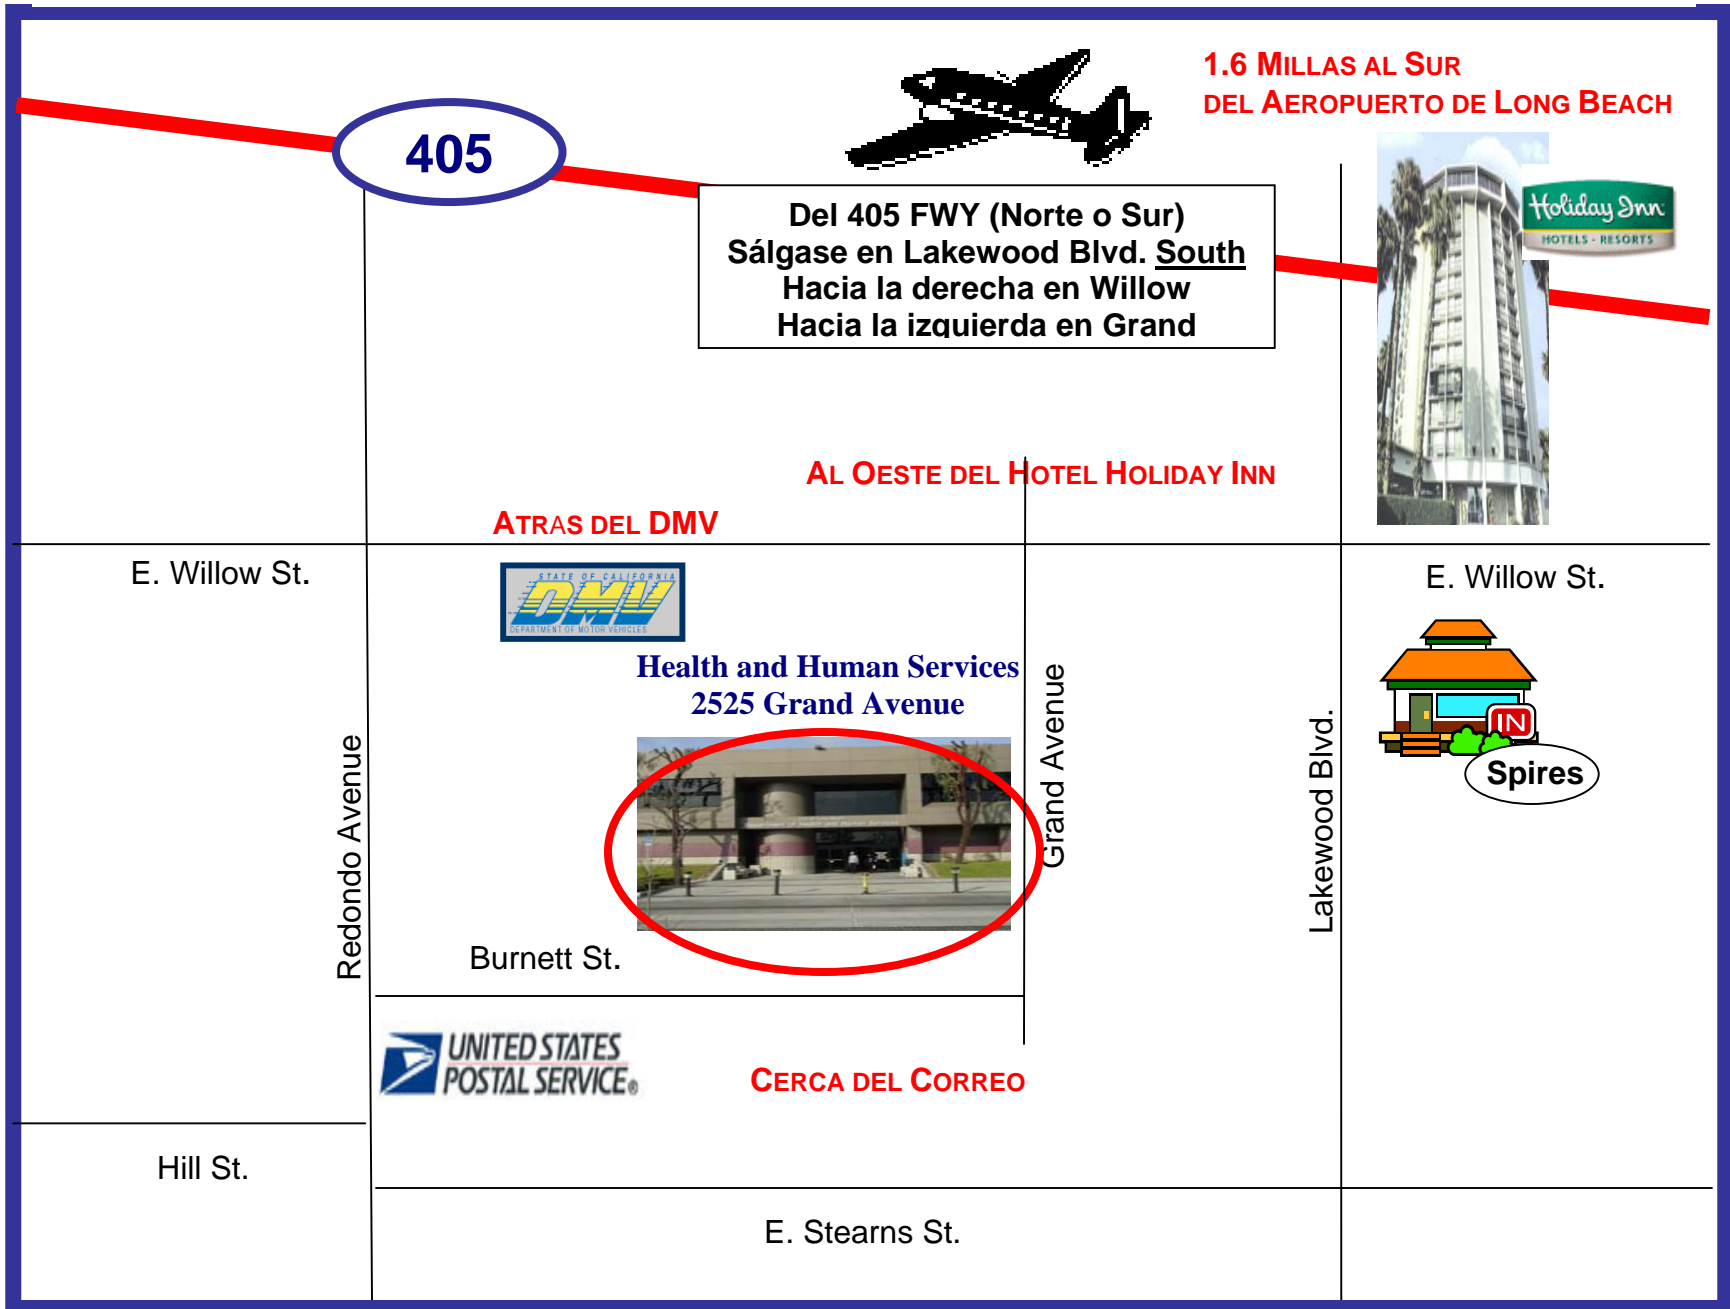 1.6 MILLAS AL SUR
DEL AEROPUERTO DE LONG BEACH
405
Holiday Inn
HOTELS · RESORTS
Del 405 FWY (Norte o Sur)
Sálgase en Lakewood Blvd. South
Hacia la derecha en Willow
Hacia la izquierda en Grand
AL OESTE DEL HOTEL HOLIDAY INN
ATRAS DEL DMV
E. Willow St.
E. Willow St.
STATE OF CALIFORNIA
DMV
DEPARTMENT OF MOTOR VEHICLES
Health and Human Services
2525 Grand Avenue
Redondo Avenue
Grand Avenue
Lakewood Blvd.
IN
Spires
Burnett St.
UNITED STATES
POSTAL SERVICE®
CERCA DEL CORREO
Hill St.
E. Stearns St.